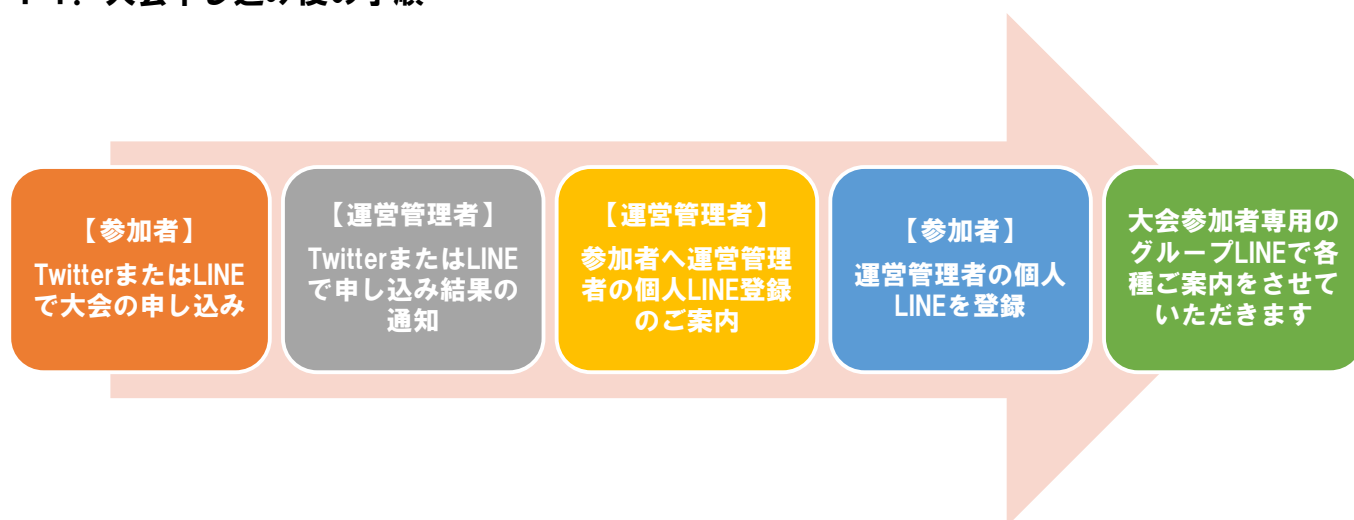 【参加者】
TwitterまたはLINE
で大会の申し込み
【運営管理者】
TwitterまたはLINE
で申し込み結果の
通知
【運営管理者】
参加者へ運営管理
者の個人LINE登録
のご案内
【参加者】
運営管理者の個人
LINEを登録
大会参加者専用の
グループLINEで各
種ご案内をさせて
いただきます